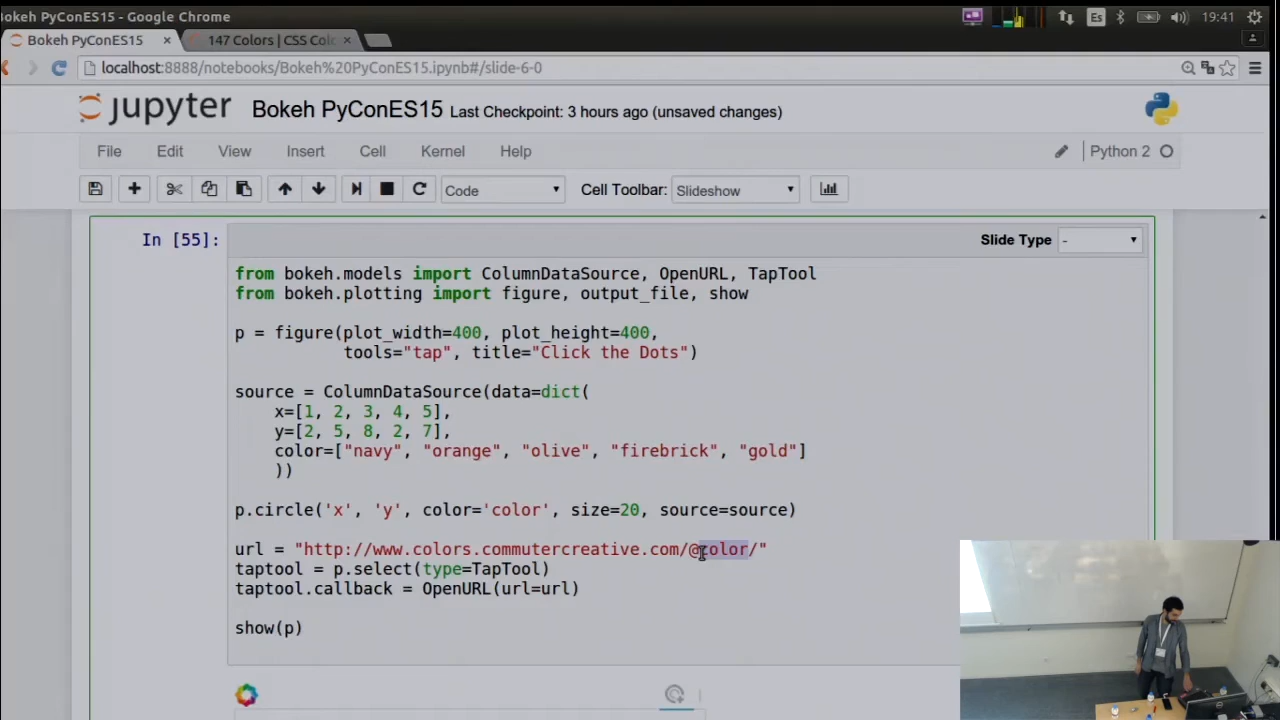 Bokeh PyConES15 - Google Chrome
Es
19:41
Bokeh PyConES15 ×
147 Colors | CSS Colo ×
localhost:8888/notebooks/Bokeh%20PyConES15.ipynb#/slide-6-0
jupyter Bokeh PyConES15 Last Checkpoint: 3 hours ago (unsaved changes)
File Edit View Insert Cell Kernel Help
Python 2
Code Cell Toolbar: Slideshow
In [55]:
Slide Type -
from bokeh.models import ColumnDataSource, OpenURL, TapTool
from bokeh.plotting import figure, output_file, show
p = figure(plot_width=400, plot_height=400,
tools="tap", title="Click the Dots")
source = ColumnDataSource(data=dict(
x=[1, 2, 3, 4, 5],
y=[2, 5, 8, 2, 7],
color=["navy", "orange", "olive", "firebrick", "gold"]
))
p.circle('x', 'y', color='color', size=20, source=source)
url = "http://www.colors.commutercreative.com/@color/"
taptool = p.select(type=TapTool)
taptool.callback = OpenURL(url=url)
show(p)